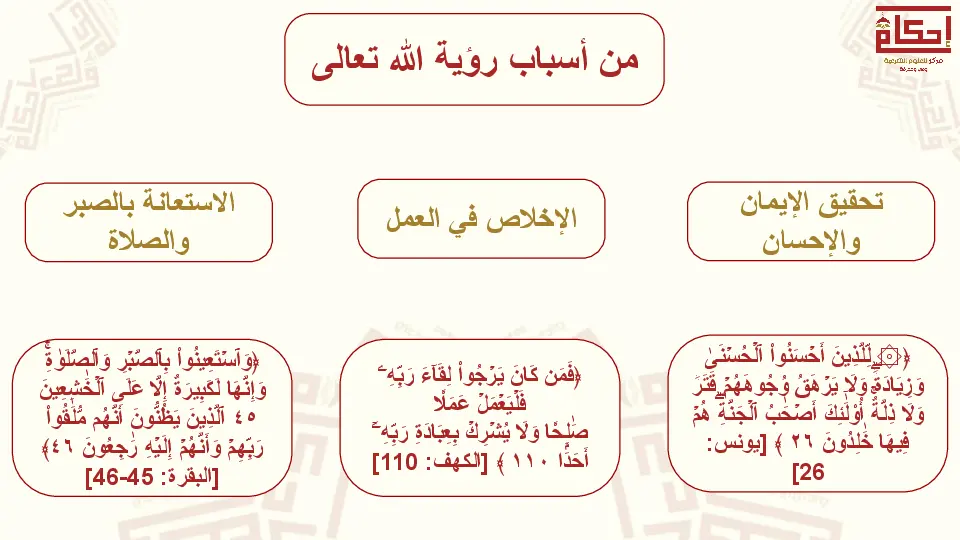 إحكام
مركز للعلوم الشرعية
وعي ومعرفة
من أسباب رؤية الله تعالى
تحقيق الإيمان
والإحسان
الإخلاص في العمل
الاستعانة بالصبر
والصلاة
﴿۞لِّلَّذِينَ أَحۡسَنُواْ ٱلۡحُسۡنَىٰ
وَزِيَادَةٞۖ وَلَا يَرۡهَقُ وُجُوهَهُمۡ قَتَرٞ
وَلَا ذِلَّةٌۚ أُوْلَٰٓئِكَ أَصۡحَٰبُ ٱلۡجَنَّةِۖ هُمۡ
فِيهَا خَٰلِدُونَ ٢٦ ﴾ [يونس:
26]
﴿فَمَن كَانَ يَرۡجُواْ لِقَآءَ رَبِّهِۦ
فَلۡيَعۡمَلۡ عَمَلٗا
صَٰلِحٗا وَلَا يُشۡرِكۡ بِعِبَادَةِ رَبِّهِۦٓ
أَحَدَۢا ١١٠ ﴾ [الكهف: 110]
﴿وَٱسۡتَعِينُواْ بِٱلصَّبۡرِ وَٱلصَّلَوٰةِۚ
وَإِنَّهَا لَكَبِيرَةٌ إِلَّا عَلَى ٱلۡخَٰشِعِينَ
٤٥ ٱلَّذِينَ يَظُنُّونَ أَنَّهُم مُّلَٰقُواْ
رَبِّهِمۡ وَأَنَّهُمۡ إِلَيۡهِ رَٰجِعُونَ ٤٦﴾
[البقرة: 45-46]